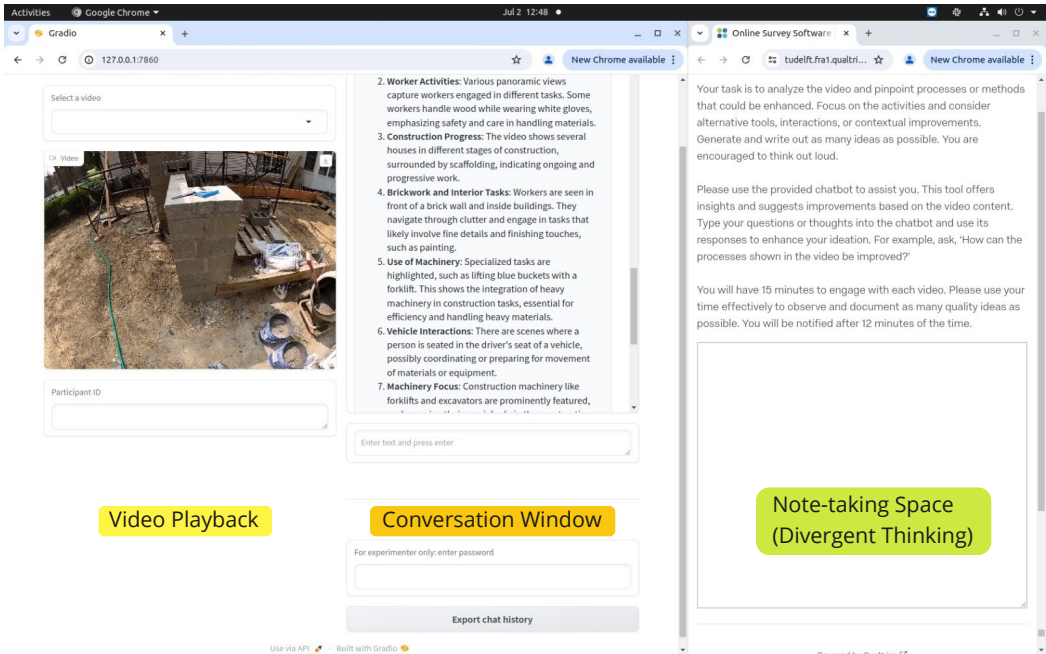 Activities
Google Chrome
Jul 2 12:48
Gradio
127.0.0.1:7860
New Chrome available
Select a video
Video
Participant ID
Video Playback
2. Worker Activities: Various panoramic views
capture workers engaged in different tasks. Some
workers handle wood while wearing white gloves,
emphasizing safety and care in handling materials.
3. Construction Progress: The video shows several
houses in different stages of construction,
surrounded by scaffolding, indicating ongoing and
progressive work.
4. Brickwork and Interior Tasks: Workers are seen in
front of a brick wall and inside buildings. They
navigate through clutter and engage in tasks that
likely involve fine details and finishing touches,
such as painting.
5. Use of Machinery: Specialized tasks are
highlighted, such as lifting blue buckets with a
forklift. This shows the integration of heavy
machinery in construction tasks, essential for
efficiency and handling heavy materials.
6. Vehicle Interactions: There are scenes where a
person is seated in the driver's seat of a vehicle,
possibly coordinating or preparing for movement
of materials or equipment.
7. Machinery Focus: Construction machinery like
forklifts and excavators are prominently featured,
Enter text and press enter
Conversation Window
For experimenter only: enter password
Export chat history
Use via API · Built with Gradio
Online Survey Software
tudelft.fra1.qualtri...
New Chrome available
Your task is to analyze the video and pinpoint processes or methods
that could be enhanced. Focus on the activities and consider
alternative tools, interactions, or contextual improvements.
Generate and write out as many ideas as possible. You are
encouraged to think out loud.
Please use the provided chatbot to assist you. This tool offers
insights and suggests improvements based on the video content.
Type your questions or thoughts into the chatbot and use its
responses to enhance your ideation. For example, ask, 'How can the
processes shown in the video be improved?'
You will have 15 minutes to engage with each video. Please use your
time effectively to observe and document as many quality ideas as
possible. You will be notified after 12 minutes of the time.
Note-taking Space
(Divergent Thinking)